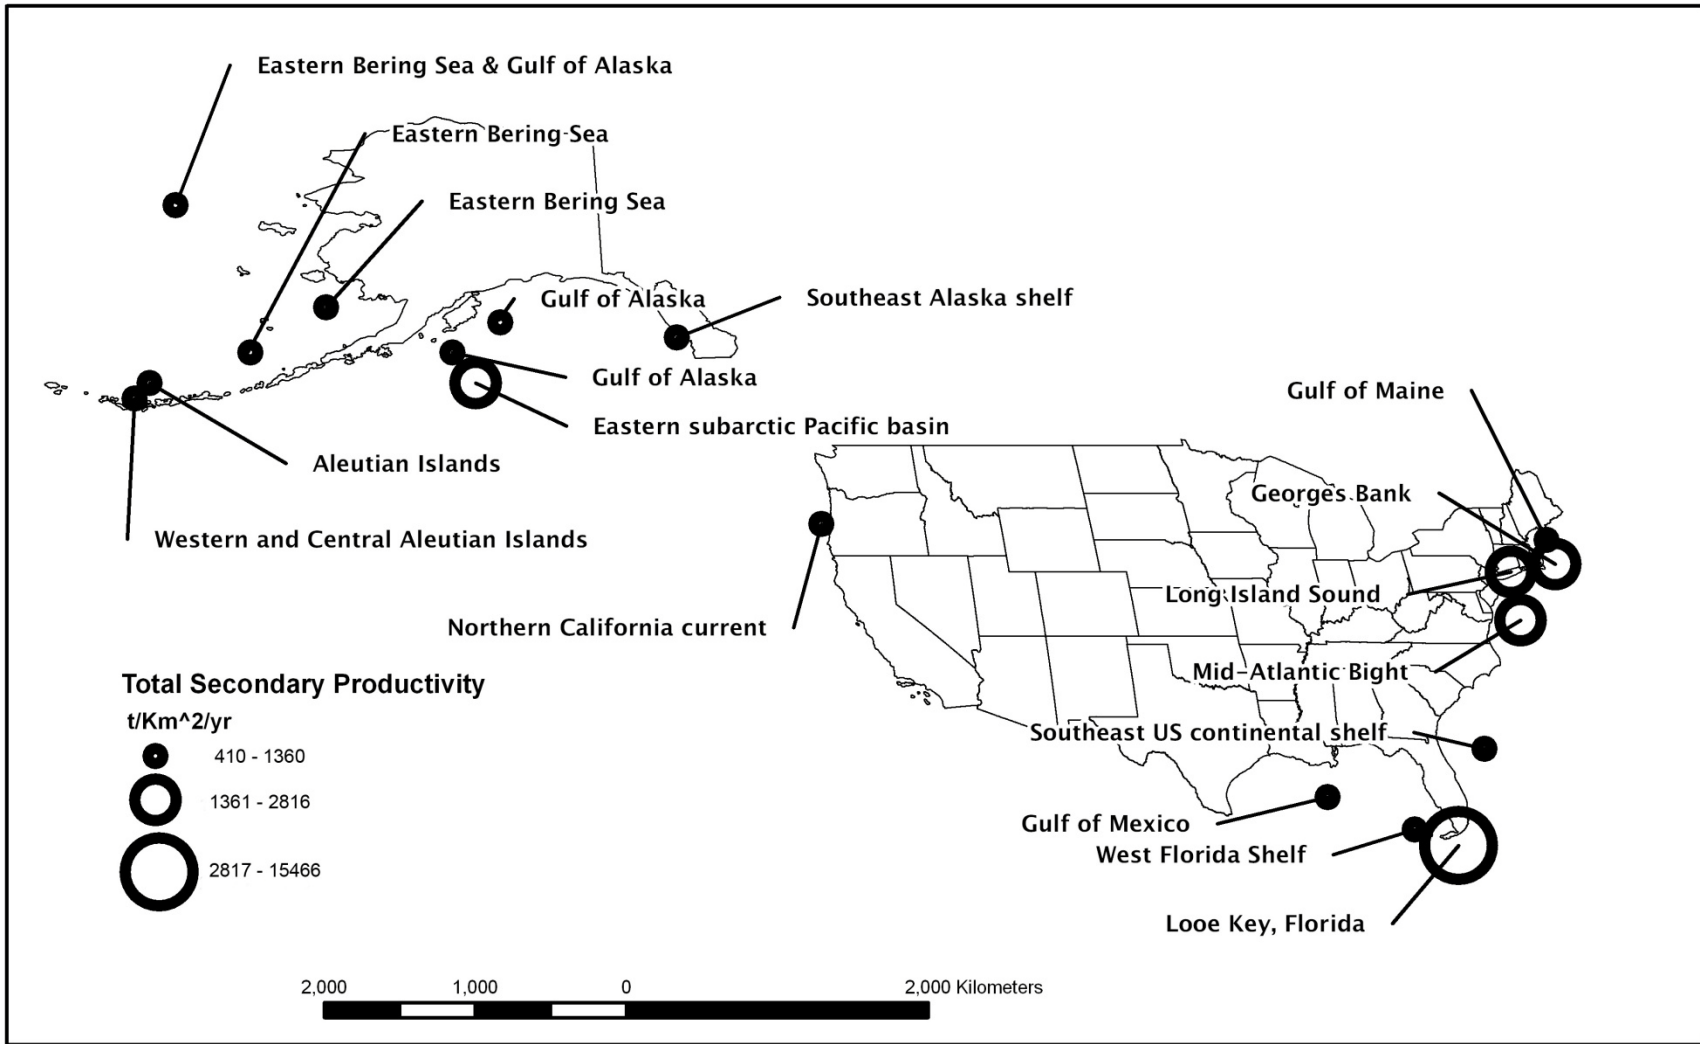 Eastern Bering Sea & Gulf of Alaska
Eastern Bering Sea
Eastern Bering Sea
Gulf of Alaska
Southeast Alaska shelf
Gulf of Alaska
Gulf of Maine
Eastern subarctic Pacific basin
Aleutian Islands
Georges Bank
Western and Central Aleutian Islands
Long Island Sound
Northern California current
Mid-Atlantic Bight
Total Secondary Productivity
t/Km^2/yr
Southeast US continental shelf
410 - 1360
1361 - 2816
Gulf of Mexico
West Florida Shelf
2817 - 15466
Looe Key, Florida
2,000 1,000 0 2,000 Kilometers